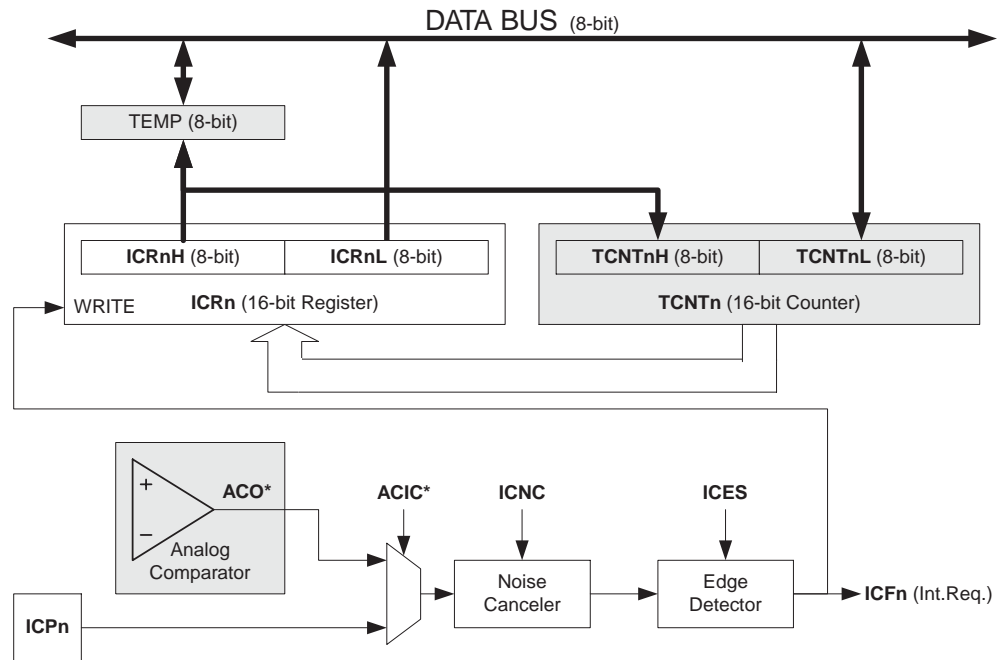 DATA BUS (8-bit)
TEMP (8-bit)
ICRnH (8-bit) ICRnL (8-bit)
TCNTnH (8-bit) TCNTnL (8-bit)
WRITE
ICRn (16-bit Register)
TCNTn (16-bit Counter)
+
−
ACO*
Analog
Comparator
ACIC*
ICNC
ICES
Noise
Canceler
Edge
Detector
ICFn (Int.Req.)
ICPn